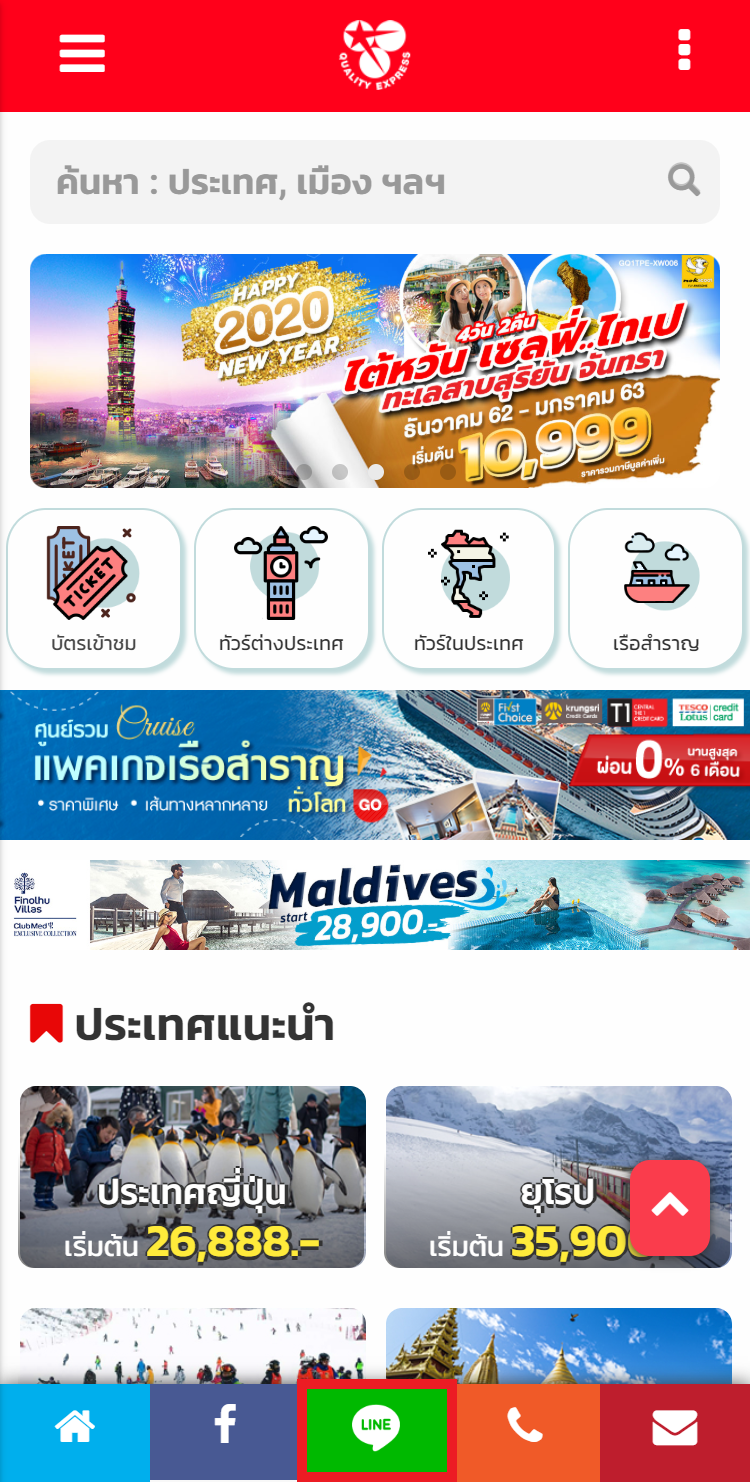 QUALITY EXPRESS
ค้นหา : ประเทศ, เมือง ฯลฯ
GQ1TPE-XW006
HAPPY
2020
NEW YEAR
4วัน 2คืน
ไต้หวัน เซลฟี่..ไทเป
ทะเลสาบสุริยัน จันทรา
ธันวาคม 62 - มกราคม 63
เริ่มต้น 10,999
ราคารวมภาษีมูลค่าเพิ่ม
TICKET
TICKET
บัตรเข้าชม
ทัวร์ต่างประเทศ
ทัวร์ในประเทศ
เรือสำราญ
ศูนย์รวม Cruise
แพคเกจเรือสำราญ
• ราคาพิเศษ • เส้นทางหลากหลาย ทั่วโลก GO
First Choice
krungsri Credit Cards
T1 CENTRAL THE 1 CREDIT CARD
TESCO Lotus credit card
ผ่อน 0% นานสูงสุด 6 เดือน
Finolhu
Villas
Club Med
EXCLUSIVE COLLECTION
Maldives
start 28,900.-
ประเทศแนะนำ
ประเทศญี่ปุ่น
เริ่มต้น 26,888.-
ยุโรป
เริ่มต้น 35,900
LINE